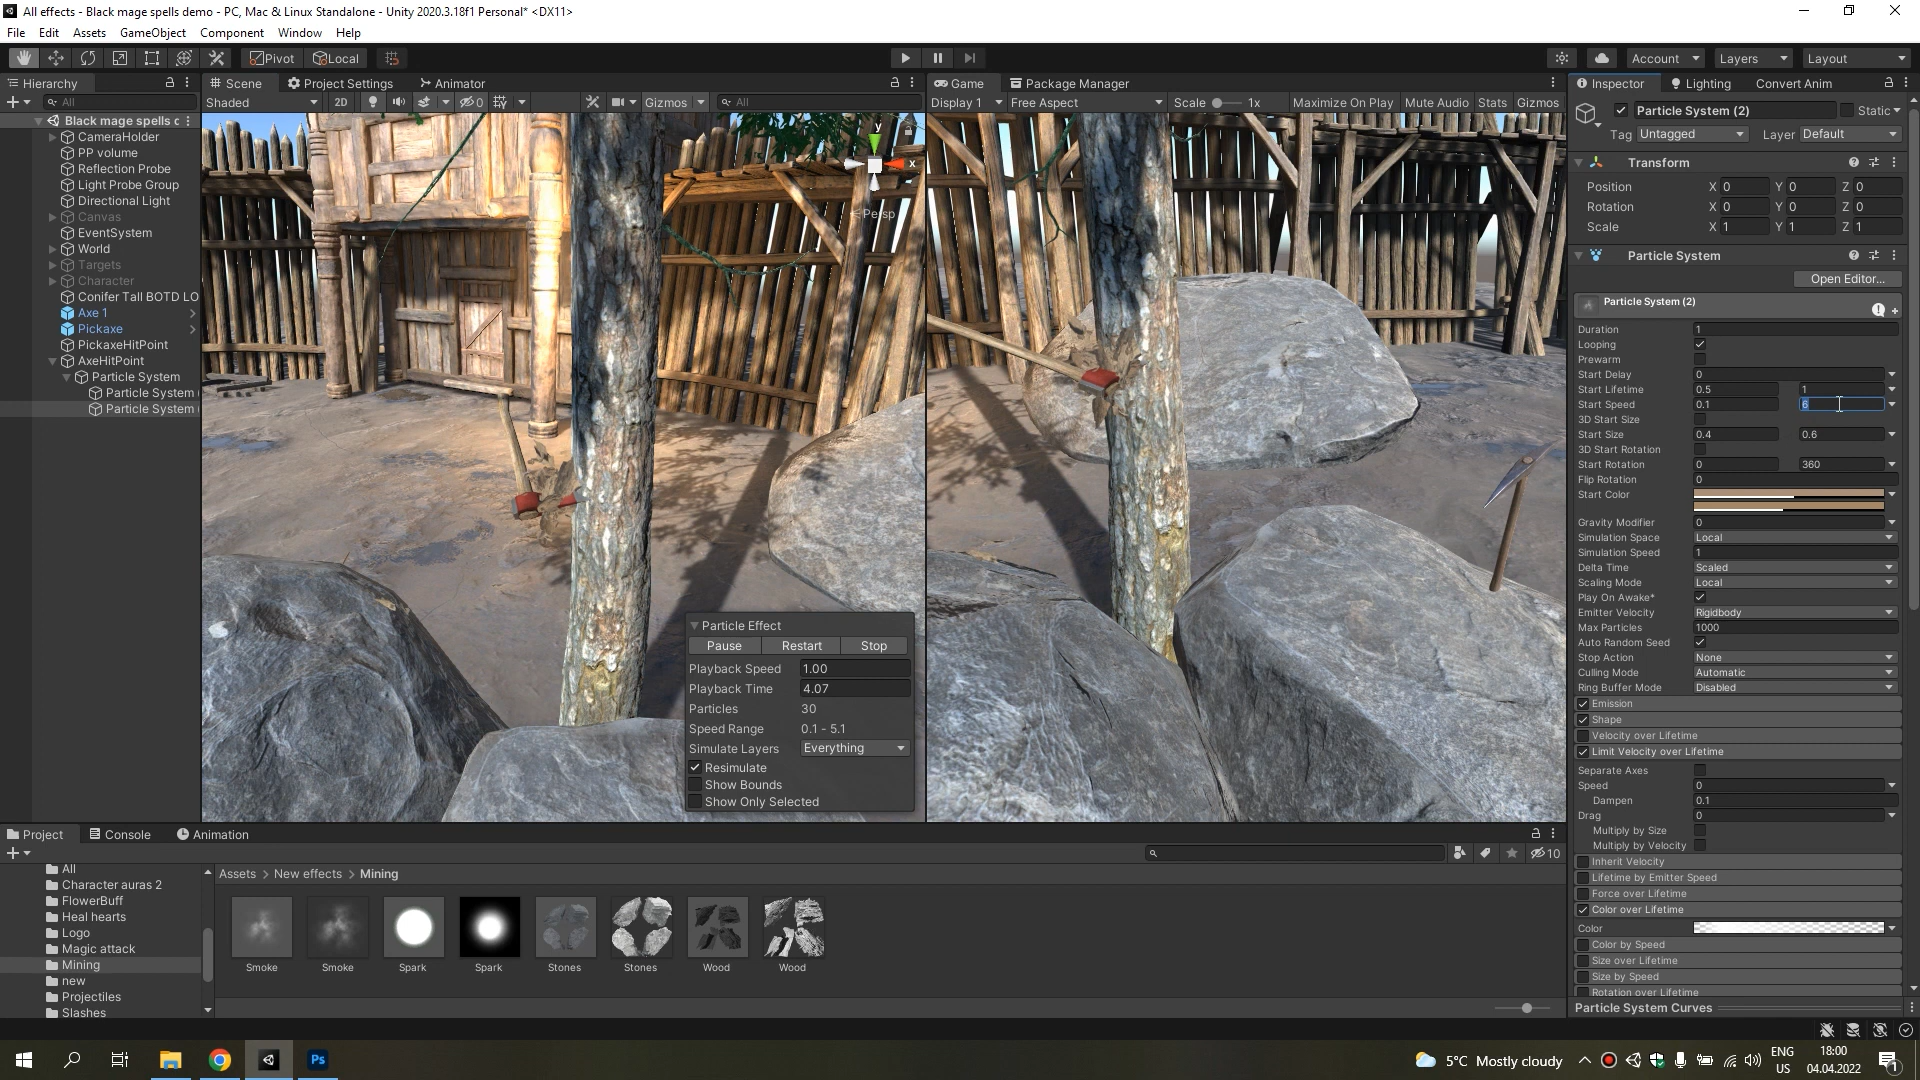 All effects - Black mage spells demo - PC, Mac & Linux Standalone - Unity 2020.3.18f1 Personal* <DX11>
File Edit Assets GameObject Component Window Help
Pivot Local
Account Layers Layout
Hierarchy
All
Black mage spells c
CameraHolder
PP volume
Reflection Probe
Light Probe Group
Directional Light
Canvas
EventSystem
World
Targets
Character
Conifer Tall BOTD LO
Axe 1
Pickaxe
PickaxeHitPoint
AxeHitPoint
Particle System
Particle System
Particle System
Scene Project Settings Animator
Shaded 2D 0 Gizmos All
y
x
Persp
Particle Effect
Pause Restart Stop
Playback Speed 1.00
Playback Time 4.07
Particles 30
Speed Range 0.1 - 5.1
Simulate Layers Everything
Resimulate
Show Bounds
Show Only Selected
Game Package Manager
Display 1 Free Aspect Scale 1x Maximize On Play Mute Audio Stats Gizmos
Inspector Lighting Convert Anim
Particle System (2) Static
Tag Untagged Layer Default
Transform
Position X 0 Y 0 Z 0
Rotation X 0 Y 0 Z 0
Scale X 1 Y 1 Z 1
Particle System
Open Editor...
Particle System (2)
Duration 1
Looping
Prewarm
Start Delay 0
Start Lifetime 0.5 1
Start Speed 0.1 6
3D Start Size
Start Size 0.4 0.6
3D Start Rotation
Start Rotation 0 360
Flip Rotation 0
Start Color
Gravity Modifier 0
Simulation Space Local
Simulation Speed 1
Delta Time Scaled
Scaling Mode Local
Play On Awake*
Emitter Velocity Rigidbody
Max Particles 1000
Auto Random Seed
Stop Action None
Culling Mode Automatic
Ring Buffer Mode Disabled
Emission
Shape
Velocity over Lifetime
Limit Velocity over Lifetime
Separate Axes
Speed 0
Dampen 0.1
Drag 0
Multiply by Size
Multiply by Velocity
Inherit Velocity
Lifetime by Emitter Speed
Force over Lifetime
Color over Lifetime
Color
Color by Speed
Size over Lifetime
Size by Speed
Rotation over Lifetime
Particle System Curves
Project Console Animation
10
All
Character auras 2
FlowerBuff
Heal hearts
Logo
Magic attack
Mining
new
Projectiles
Slashes
Assets > New effects > Mining
Smoke Smoke Spark Spark Stones Stones Wood Wood
Ps
5°C Mostly cloudy
ENG
US
18:00
04.04.2022
1